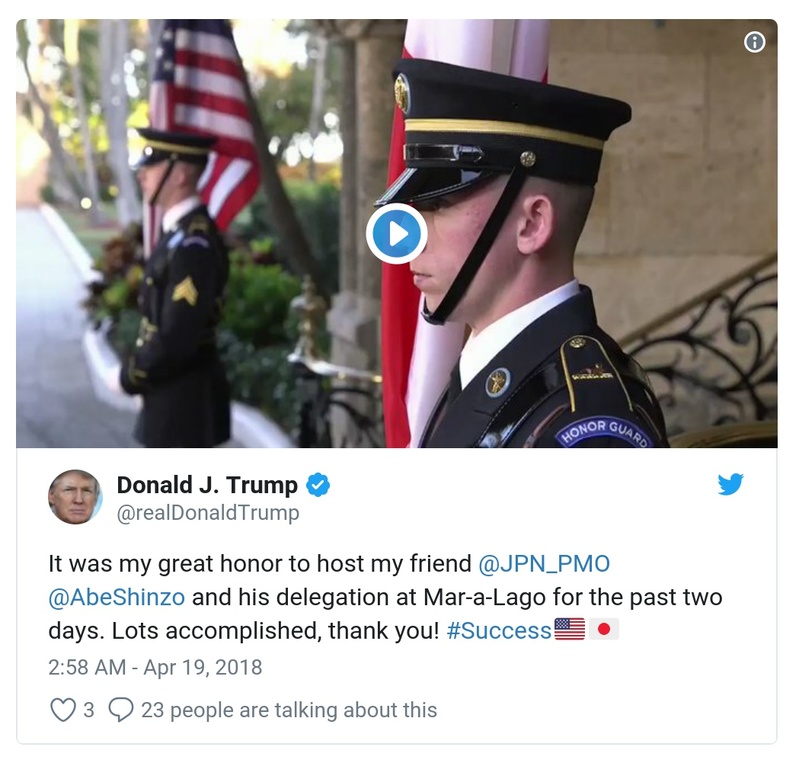 HONOR GUARD
Donald J. Trump
@realDonaldTrump
It was my great honor to host my friend @JPN_PMO
@AbeShinzo and his delegation at Mar-a-Lago for the past two
days. Lots accomplished, thank you! #Success🇺🇸🇯🇵
2:58 AM - Apr 19, 2018
3 23 people are talking about this